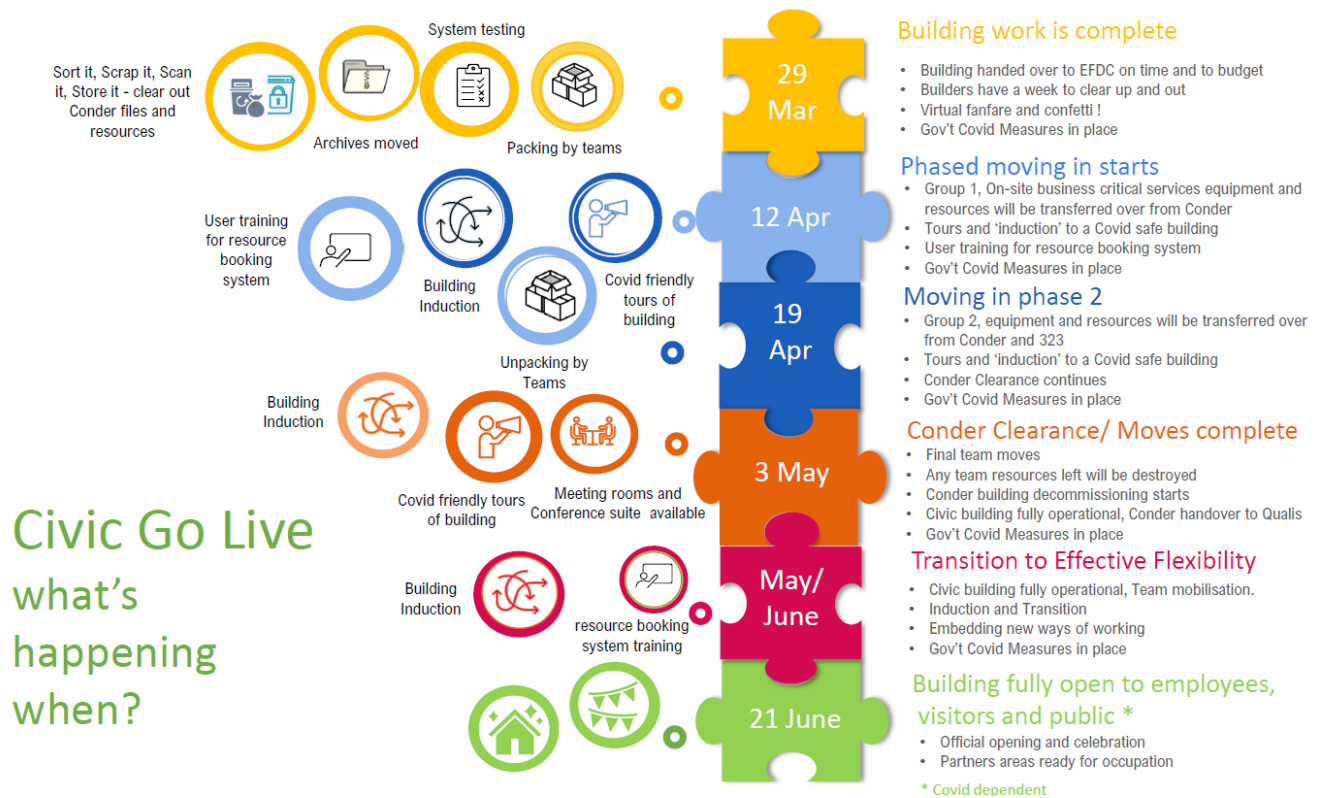 System testing
Sort it, Scrap it, Scan
it, Store it - clear out
Conder files and
resources
Archives moved
Packing by teams
29
Mar
Building work is complete
• Building handed over to EFDC on time and to budget
• Builders have a week to clear up and out
• Virtual fanfare and confetti !
• Gov't Covid Measures in place
User training
for resource
booking
system
Building
Induction
Covid friendly
tours of
building
Unpacking by
Teams
12 Apr
Phased moving in starts
• Group 1, On-site business critical services equipment and
resources will be transferred over from Conder
• Tours and ‘induction’ to a Covid safe building
• User training for resource booking system
• Gov't Covid Measures in place
19
Apr
Moving in phase 2
• Group 2, equipment and resources will be transferred over
from Conder and 323
• Tours and ‘induction’ to a Covid safe building
• Conder Clearance continues
• Gov't Covid Measures in place
Building
Induction
Covid friendly tours
of building
Meeting rooms and
Conference suite available
3 May
Conder Clearance/ Moves complete
• Final team moves
• Any team resources left will be destroyed
• Conder building decommissioning starts
• Civic building fully operational, Conder handover to Qualis
• Gov't Covid Measures in place
Civic Go Live
what’s
happening
when?
Building
Induction
resource booking
system training
May/
June
Transition to Effective Flexibility
• Civic building fully operational, Team mobilisation.
• Induction and Transition
• Embedding new ways of working
• Gov't Covid Measures in place
21 June
Building fully open to employees,
visitors and public *
• Official opening and celebration
• Partners areas ready for occupation
* Covid dependent